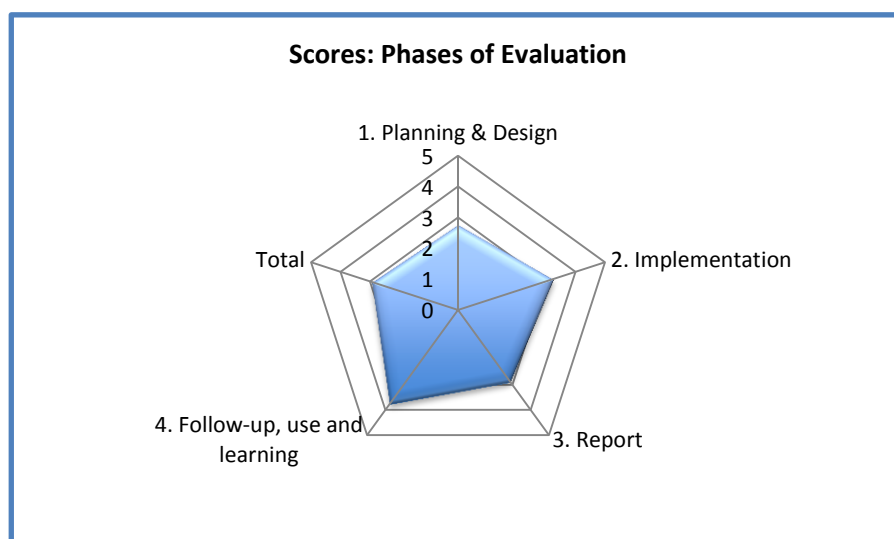 Scores: Phases of Evaluation
1. Planning & Design
5
4
3
2
1
0
Total
2. Implementation
4. Follow-up, use and
learning
3. Report